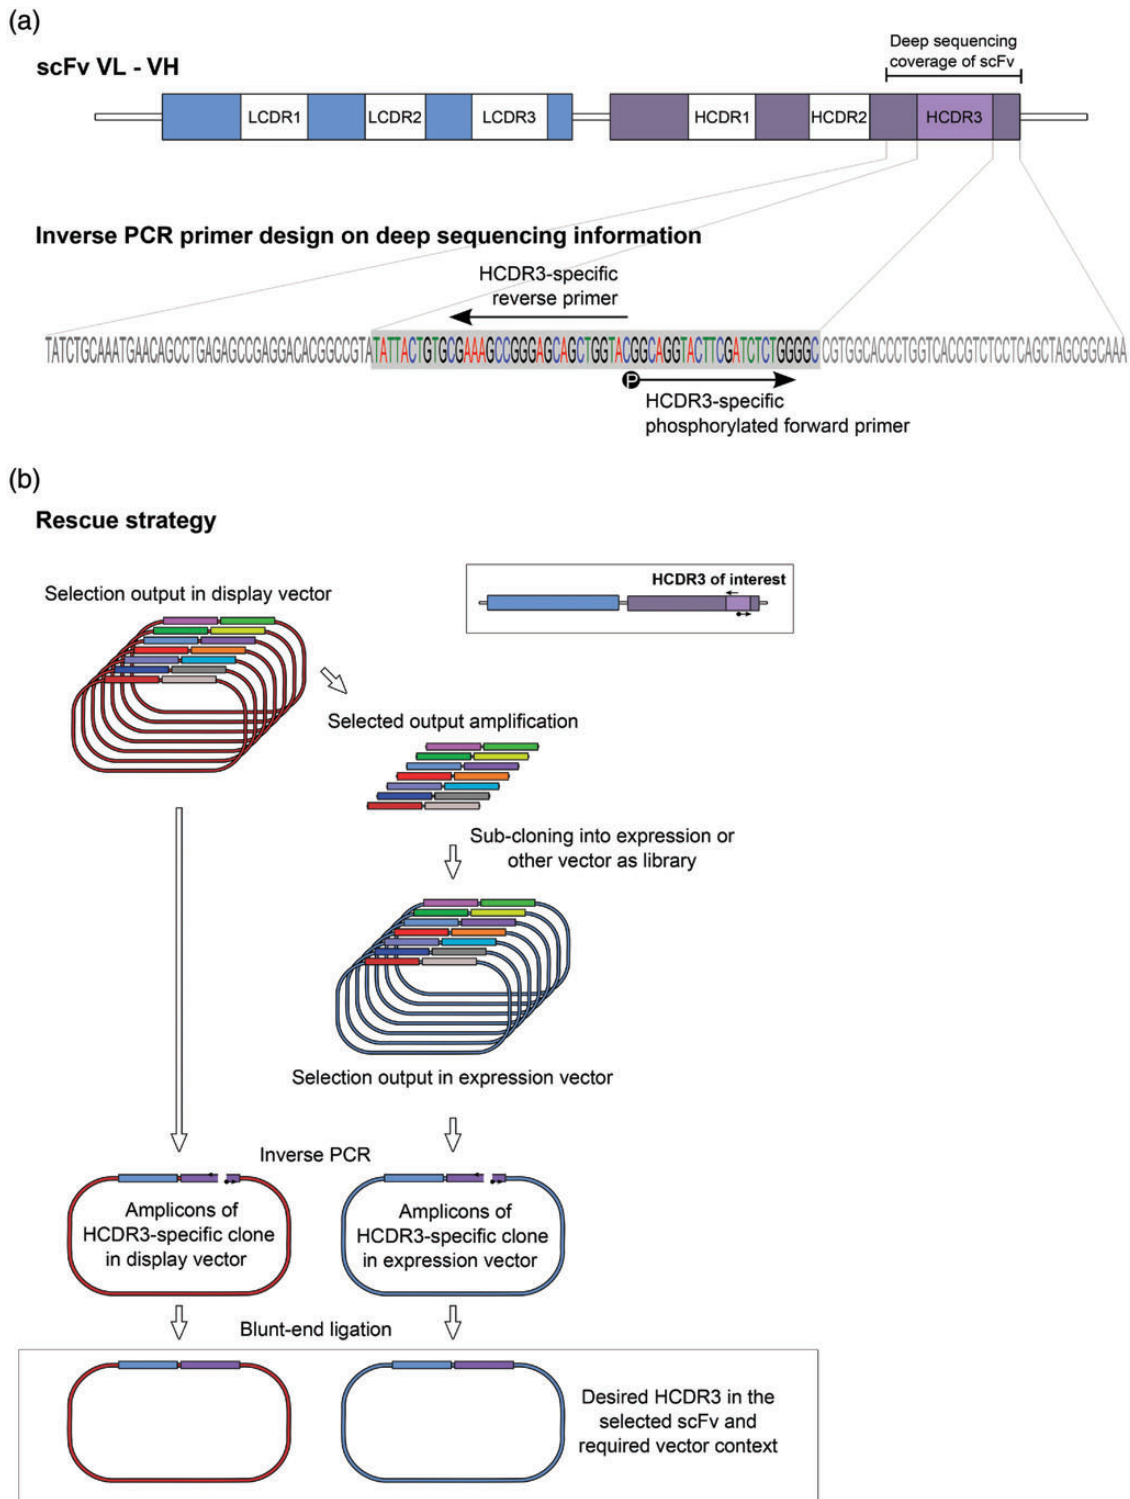 (a)
scFv VL - VH
Deep sequencing
coverage of scFv
LCDR1
LCDR2
LCDR3
HCDR1
HCDR2
HCDR3
Inverse PCR primer design on deep sequencing information
HCDR3-specific
reverse primer
TATCTGCAAATGAACAGCCTGAGAGCCGAGGACACGGCCGTATATTACTGTGCGAAAGCCGGGAGCAGCTGGTACGGCAGGTACTTCGATCTCTGGGGCCGTGGCACCCTGGTCACCGTCTCCTCAGCTAGCGGCAAA
P
HCDR3-specific
phosphorylated forward primer
(b)
Rescue strategy
Selection output in display vector
HCDR3 of interest
Selected output amplification
Sub-cloning into expression or
other vector as library
Selection output in expression vector
Inverse PCR
Amplicons of
HCDR3-specific clone
in display vector
Amplicons of
HCDR3-specific clone
in expression vector
Blunt-end ligation
Desired HCDR3 in the
selected scFv and
required vector context